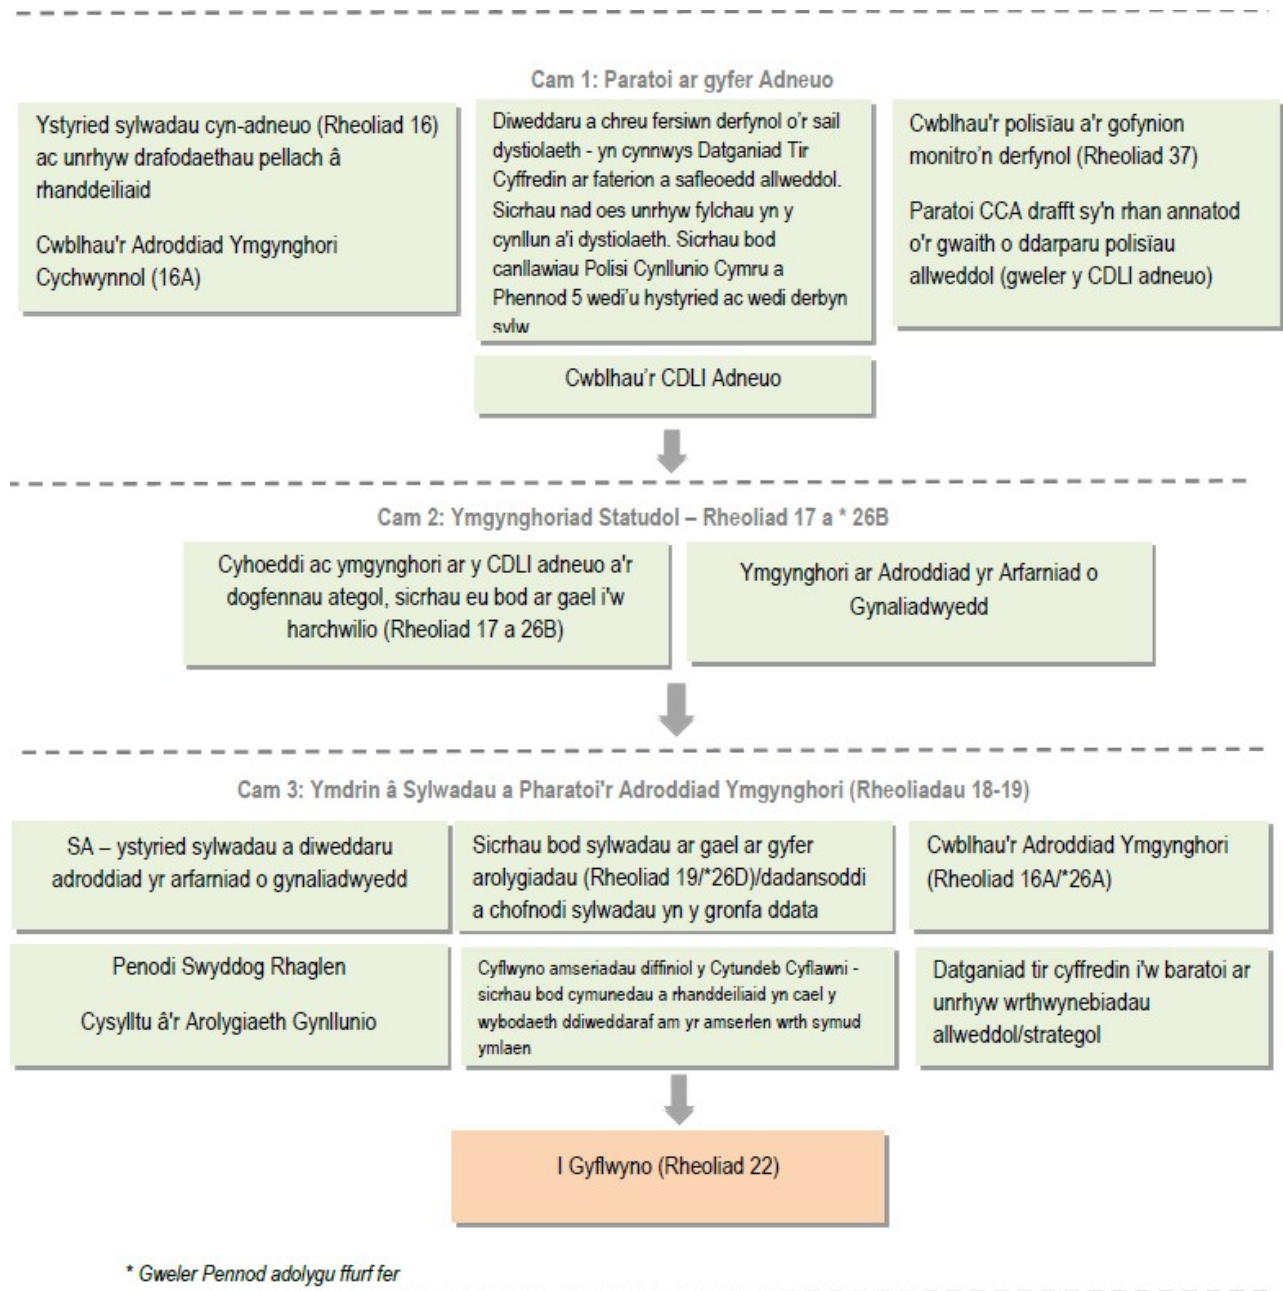 Cam 1: Paratoi ar gyfer Adneuo
Ystyried sylwadau cyn-adneuo (Rheoliad 16)
ac unrhyw drafodaethau pellach â
rhanddeiliaid
Cwblhau'r Adroddiad Ymgynghori
Cychwynnol (16A)
Diweddaru a chreu fersiwn derfynol o'r sail
dystiolaeth - yn cynnwys Datganiad Tir
Cyffredin ar faterion a safleoedd allweddol.
Sicrhau nad oes unrhyw fylchau yn y
cynllun a'i dystiolaeth. Sicrhau bod
canllawiau Polisi Cynllunio Cymru a
Phennod 5 wedi'u hystyried ac wedi derbyn
sylw
Cwblhau'r polisïau a'r gofynion
monitro'n derfynol (Rheoliad 37)
Paratoi CCA drafft sy'n rhan annatod
o'r gwaith o ddarparu polisïau
allweddol (gweler y CDLl adneuo)
Cwblhau'r CDLl Adneuo
Cam 2: Ymgynghoriad Statudol – Rheoliad 17 a * 26B
Cyhoeddi ac ymgynghori ar y CDLl adneuo a'r
dogfennau ategol, sicrhau eu bod ar gael i'w
harchwilio (Rheoliad 17 a 26B)
Ymgynghori ar Adroddiad yr Arfarniad o
Gynaliadwyedd
Cam 3: Ymdrin â Sylwadau a Pharatoi'r Adroddiad Ymgynghori (Rheoliadau 18-19)
SA – ystyried sylwadau a diweddaru
adroddiad yr arfarniad o gynaliadwyedd
Sicrhau bod sylwadau ar gael ar gyfer
arolygiadau (Rheoliad 19/*26D)/dadansoddi
a chofnodi sylwadau yn y gronfa ddata
Cwblhau'r Adroddiad Ymgynghori
(Rheoliad 16A/*26A)
Penodi Swyddog Rhaglen
Cysylltu â'r Arolygiaeth Gynllunio
Cyflwyno amseriadau diffiniol y Cytundeb Cyflawni -
sicrhau bod cymunedau a rhanddeiliaid yn cael y
wybodaeth ddiweddaraf am yr amserlen wrth symud
ymlaen
Datganiad tir cyffredin i'w baratoi ar
unrhyw wrthwynebiadau
allweddol/strategol
I Gyflwyno (Rheoliad 22)
* Gweler Pennod adolygu ffurf fer